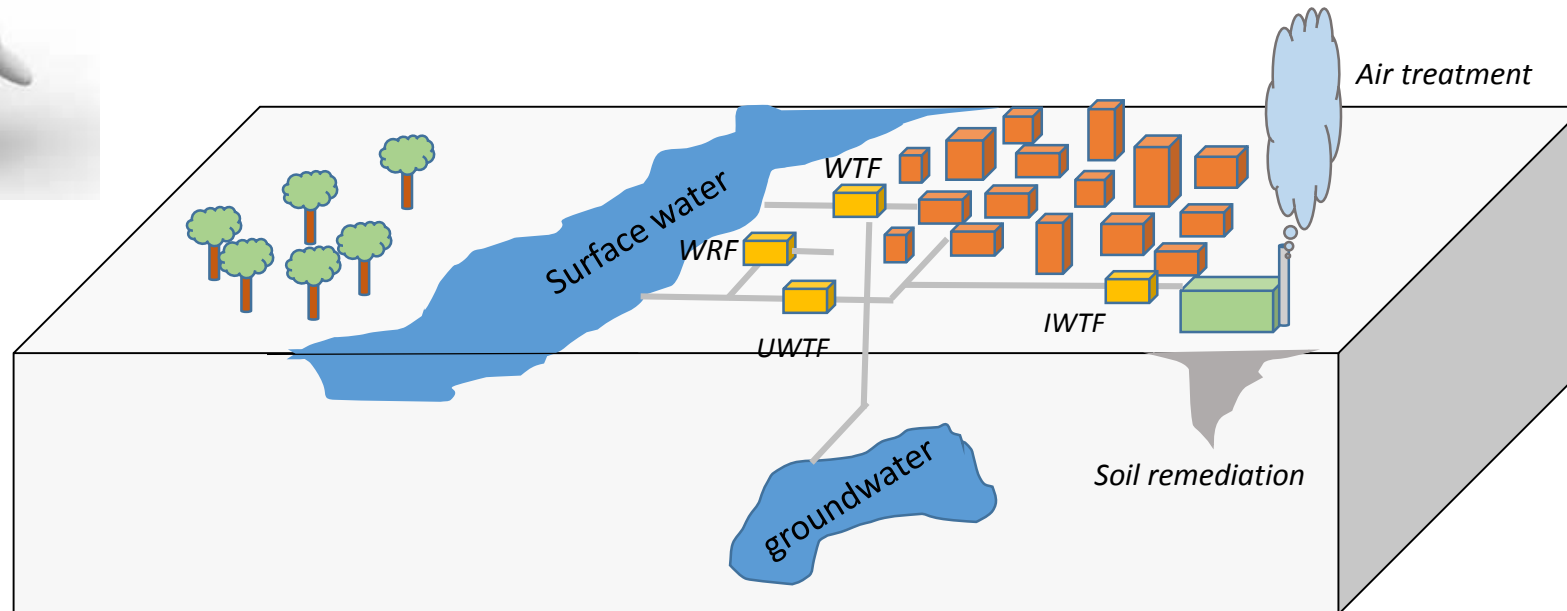 Air treatment
WTF
Surface water
WRF
IWTF
UWTF
groundwater
Soil remediation